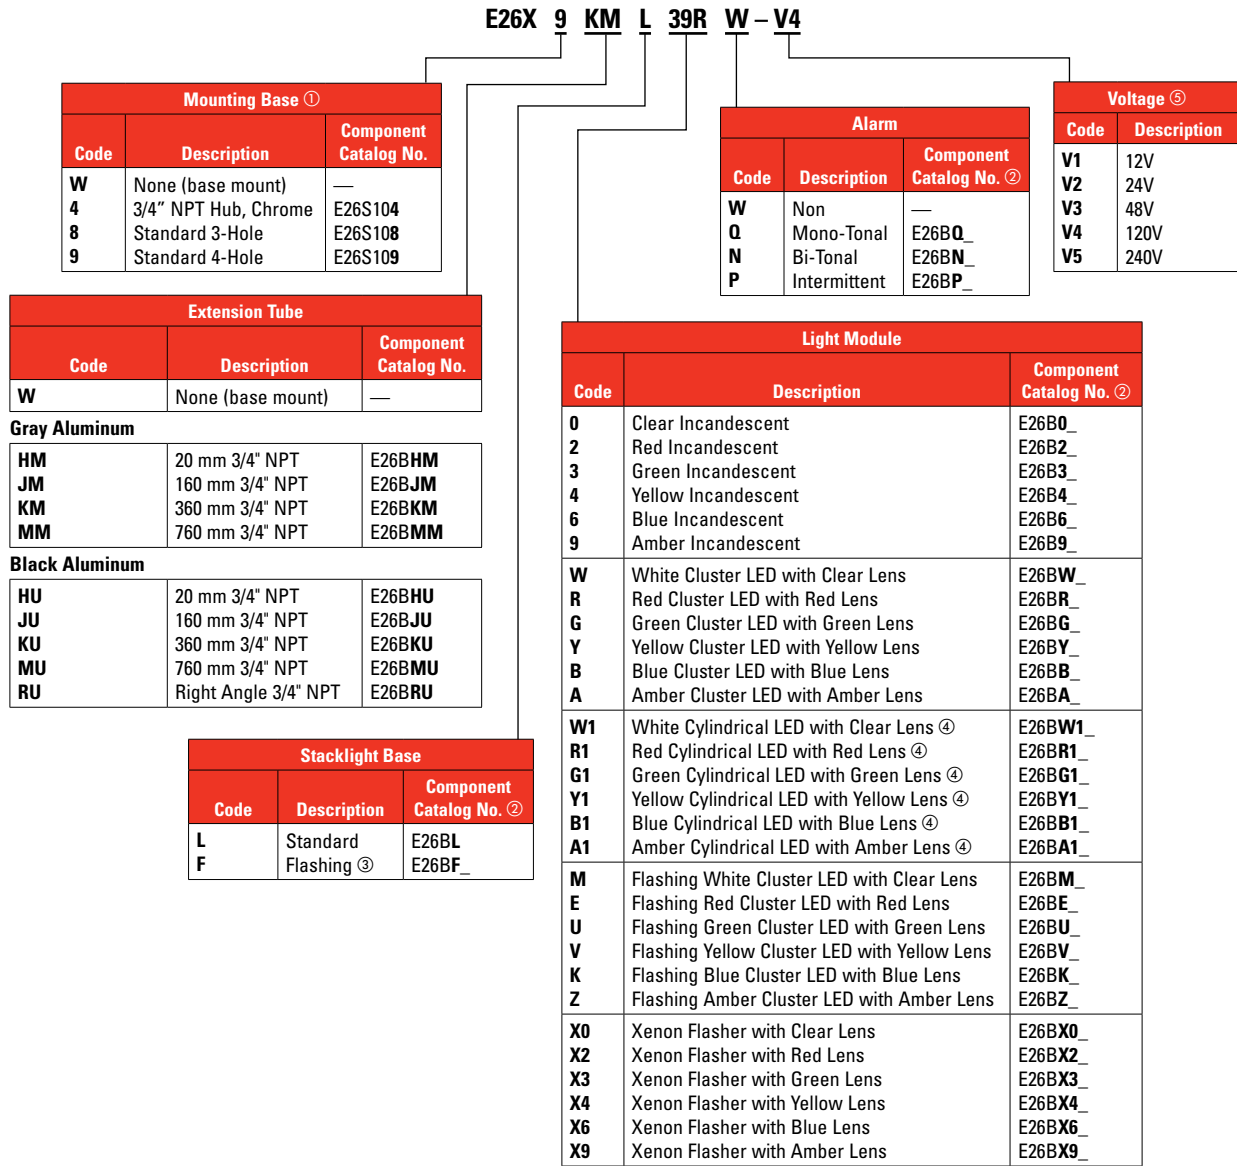 E26X 9 KM L 39R W – V4
Mounting Base ①
Code Description Component Catalog No.
W None (base mount) —
4 3/4” NPT Hub, Chrome E26S104
8 Standard 3-Hole E26S108
9 Standard 4-Hole E26S109
Extension Tube
Code Description Component Catalog No.
W None (base mount) —
Gray Aluminum
HM 20 mm 3/4" NPT E26BHM
JM 160 mm 3/4" NPT E26BJM
KM 360 mm 3/4" NPT E26BKM
MM 760 mm 3/4" NPT E26BMM
Black Aluminum
HU 20 mm 3/4" NPT E26BHU
JU 160 mm 3/4" NPT E26BJU
KU 360 mm 3/4" NPT E26BKU
MU 760 mm 3/4" NPT E26BMU
RU Right Angle 3/4" NPT E26BRU
Stacklight Base
Code Description Component Catalog No. ②
L Standard E26BL
F Flashing ③ E26BF_
Alarm
Code Description Component Catalog No. ②
W Non —
Q Mono-Tonal E26BQ_
N Bi-Tonal E26BN_
P Intermittent E26BP_
Voltage ⑤
Code Description
V1 12V
V2 24V
V3 48V
V4 120V
V5 240V
Light Module
Code Description Component Catalog No. ②
0 Clear Incandescent E26B0_
2 Red Incandescent E26B2_
3 Green Incandescent E26B3_
4 Yellow Incandescent E26B4_
6 Blue Incandescent E26B6_
9 Amber Incandescent E26B9_
W White Cluster LED with Clear Lens E26BW_
R Red Cluster LED with Red Lens E26BR_
G Green Cluster LED with Green Lens E26BG_
Y Yellow Cluster LED with Yellow Lens E26BY_
B Blue Cluster LED with Blue Lens E26BB_
A Amber Cluster LED with Amber Lens E26BA_
W1 White Cylindrical LED with Clear Lens ④ E26BW1_
R1 Red Cylindrical LED with Red Lens ④ E26BR1_
G1 Green Cylindrical LED with Green Lens ④ E26BG1_
Y1 Yellow Cylindrical LED with Yellow Lens ④ E26BY1_
B1 Blue Cylindrical LED with Blue Lens ④ E26BB1_
A1 Amber Cylindrical LED with Amber Lens ④ E26BA1_
M Flashing White Cluster LED with Clear Lens E26BM_
E Flashing Red Cluster LED with Red Lens E26BE_
U Flashing Green Cluster LED with Green Lens E26BU_
V Flashing Yellow Cluster LED with Yellow Lens E26BV_
K Flashing Blue Cluster LED with Blue Lens E26BK_
Z Flashing Amber Cluster LED with Amber Lens E26BZ_
X0 Xenon Flasher with Clear Lens E26BX0_
X2 Xenon Flasher with Red Lens E26BX2_
X3 Xenon Flasher with Green Lens E26BX3_
X4 Xenon Flasher with Yellow Lens E26BX4_
X6 Xenon Flasher with Blue Lens E26BX6_
X9 Xenon Flasher with Amber Lens E26BX9_